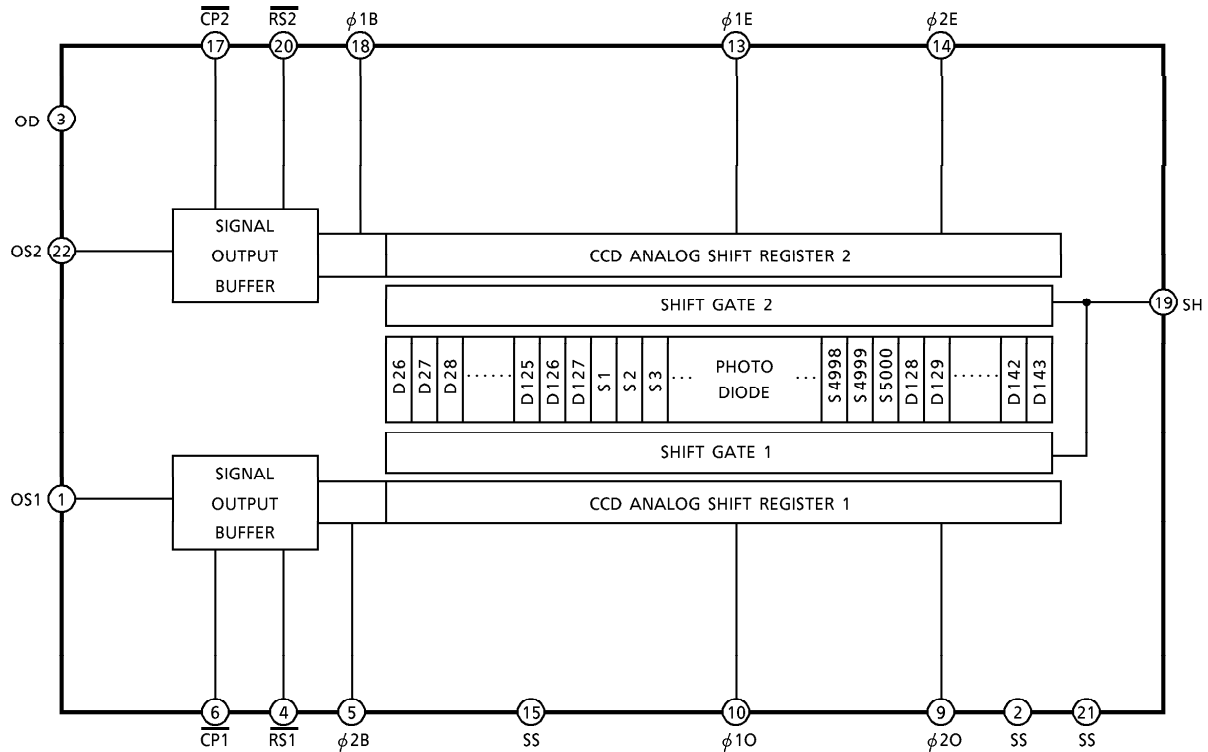 CP2 RS2 ϕ1B ϕ1E ϕ2E
17 20 18 13 14
OD 3
SIGNAL
OUTPUT
BUFFER
OS2 22
CCD ANALOG SHIFT REGISTER 2
SHIFT GATE 2
19 SH
D26 D27 D28 ······ D125 D126 D127 S1 S2 S3 ··· PHOTO DIODE ··· S4998 S4999 S5000 D128 D129 ······ D142 D143
SHIFT GATE 1
SIGNAL
OUTPUT
BUFFER
OS1 1
CCD ANALOG SHIFT REGISTER 1
6 4 5 15 10 9 2 21
CP1 RS1 ϕ2B SS ϕ1O ϕ2O SS SS